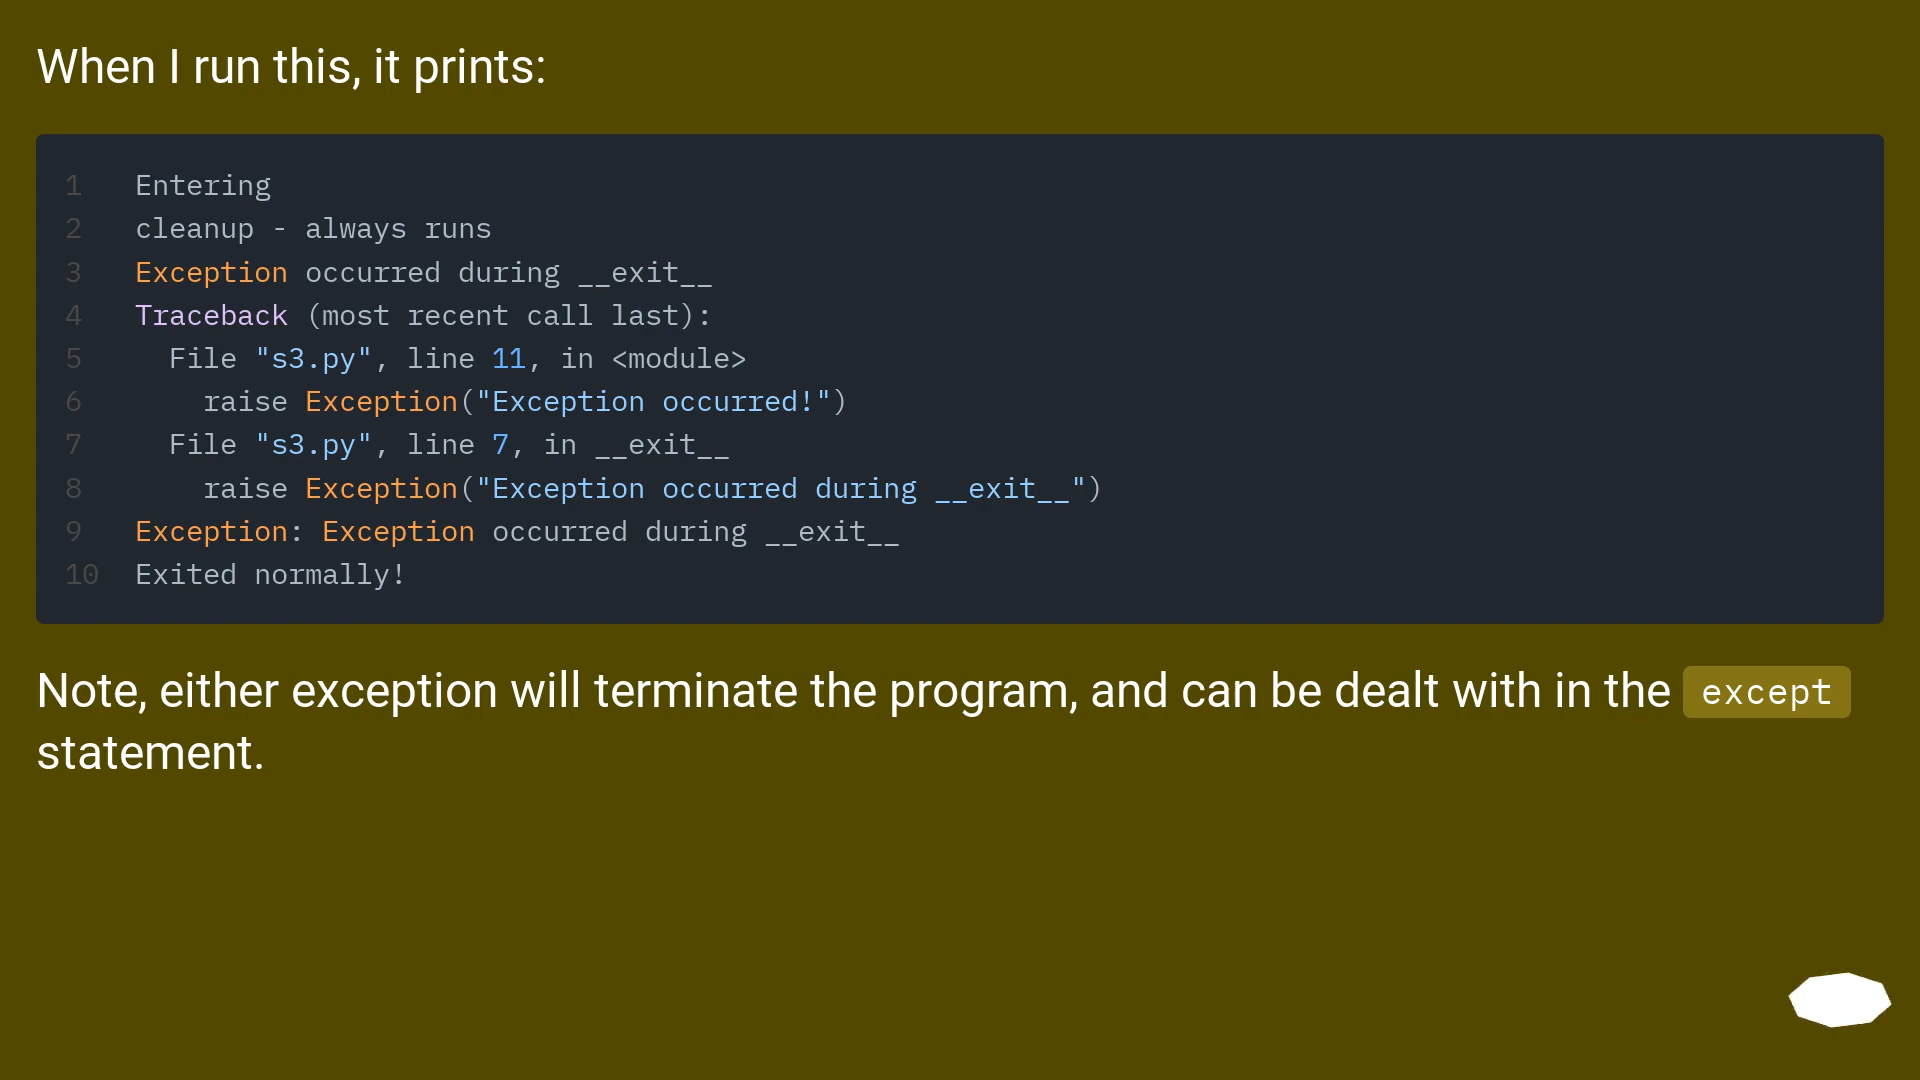 When I run this, it prints:
1 Entering
2 cleanup - always runs
3 Exception occurred during __exit__
4 Traceback (most recent call last):
5 File "s3.py", line 11, in <module>
6 raise Exception("Exception occurred!")
7 File "s3.py", line 7, in __exit__
8 raise Exception("Exception occurred during __exit__")
9 Exception: Exception occurred during __exit__
10 Exited normally!
Note, either exception will terminate the program, and can be dealt with in the except
statement.